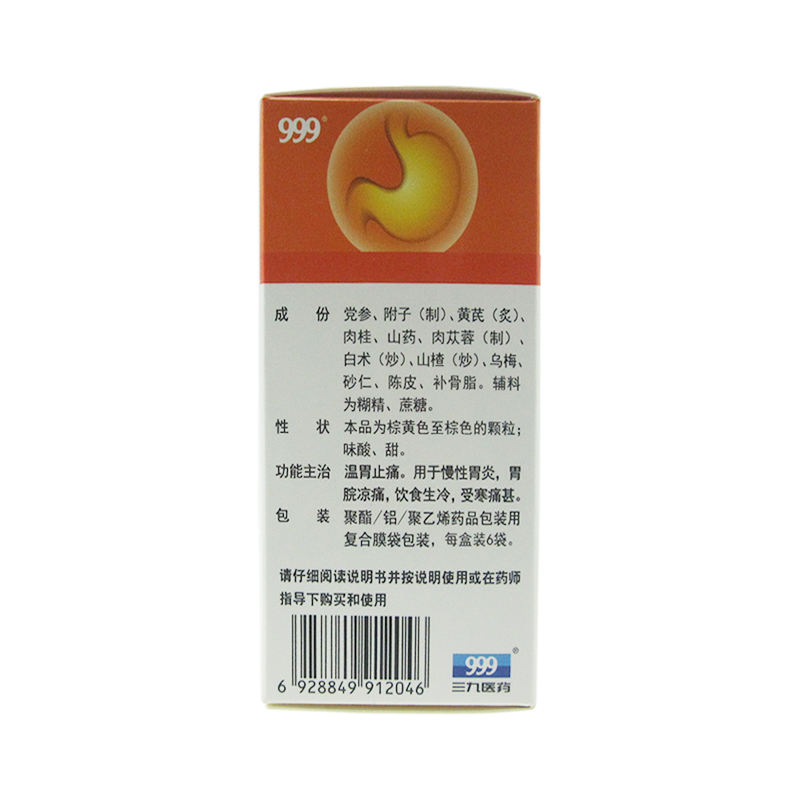 999®
成份 党参、附子（制）、黄芪（炙）、
肉桂、山药、肉苁蓉（制）、
白术（炒）、山楂（炒）、乌梅、
砂仁、陈皮、补骨脂。辅料
为糊精、蔗糖。
性状 本品为棕黄色至棕色的颗粒；
味酸、甜。
功能主治 温胃止痛。用于慢性胃炎，胃
脘凉痛，饮食生冷，受寒痛甚。
包装 聚酯/铝/聚乙烯药品包装用
复合膜袋包装，每盒装6袋。
请仔细阅读说明书并按说明使用或在药师
指导下购买和使用
6 928849 912046
999®
三九医药